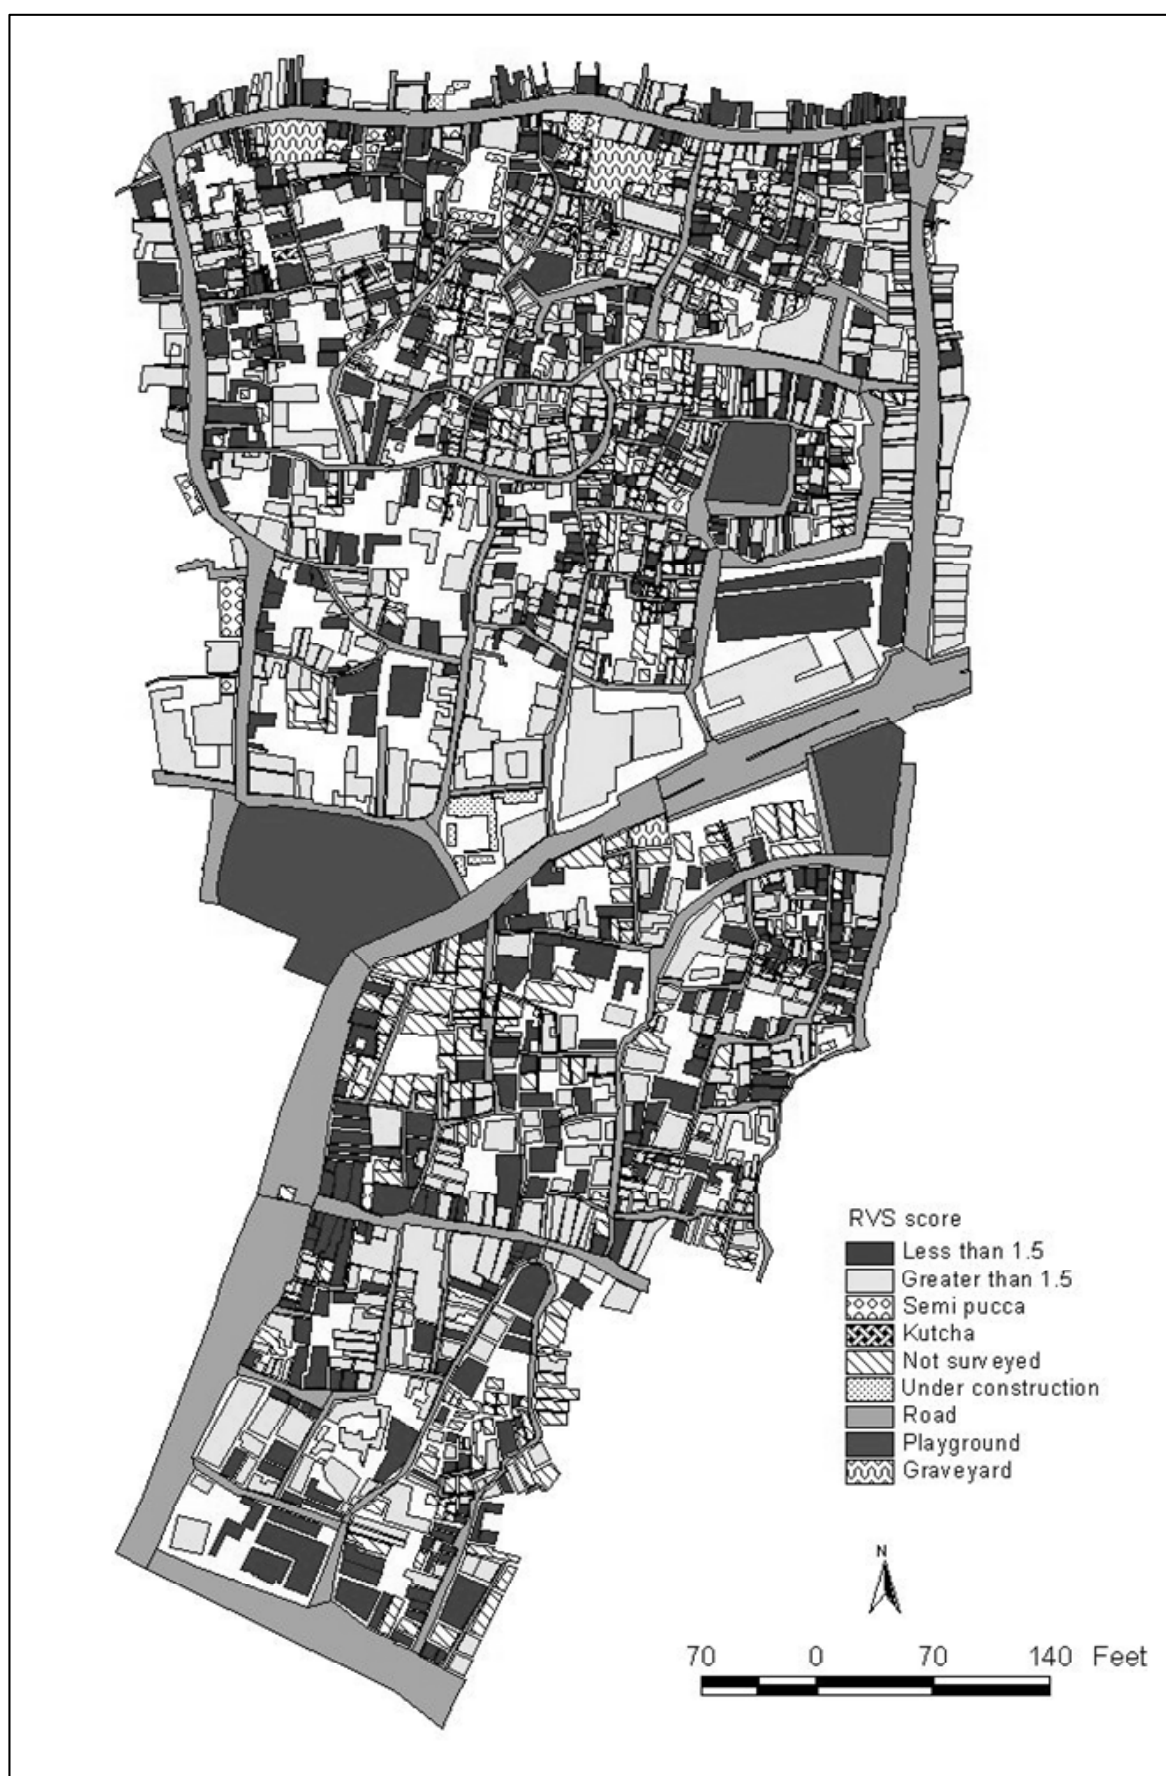 RVS score
Less than 1.5
Greater than 1.5
Semi pucca
Kutcha
Not surveyed
Under construction
Road
Playground
Graveyard
N
70 0 70 140 Feet